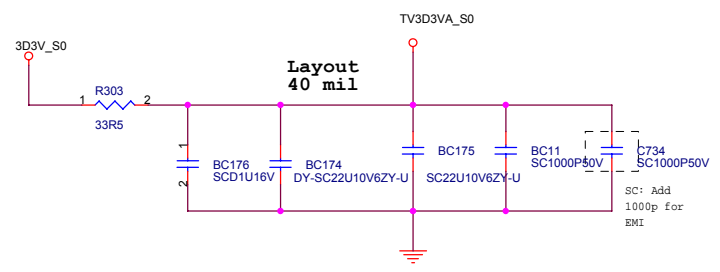 TV3D3VA_S0
3D3V_S0
Layout
40 mil
R303
1
2
33R5
1
2
BC176
SCD1U16V
BC174
DY-SC22U10V6ZY-U
BC175
SC22U10V6ZY-U
BC11
SC1000P50V
C734
SC1000P50V
SC: Add
1000p for
EMI